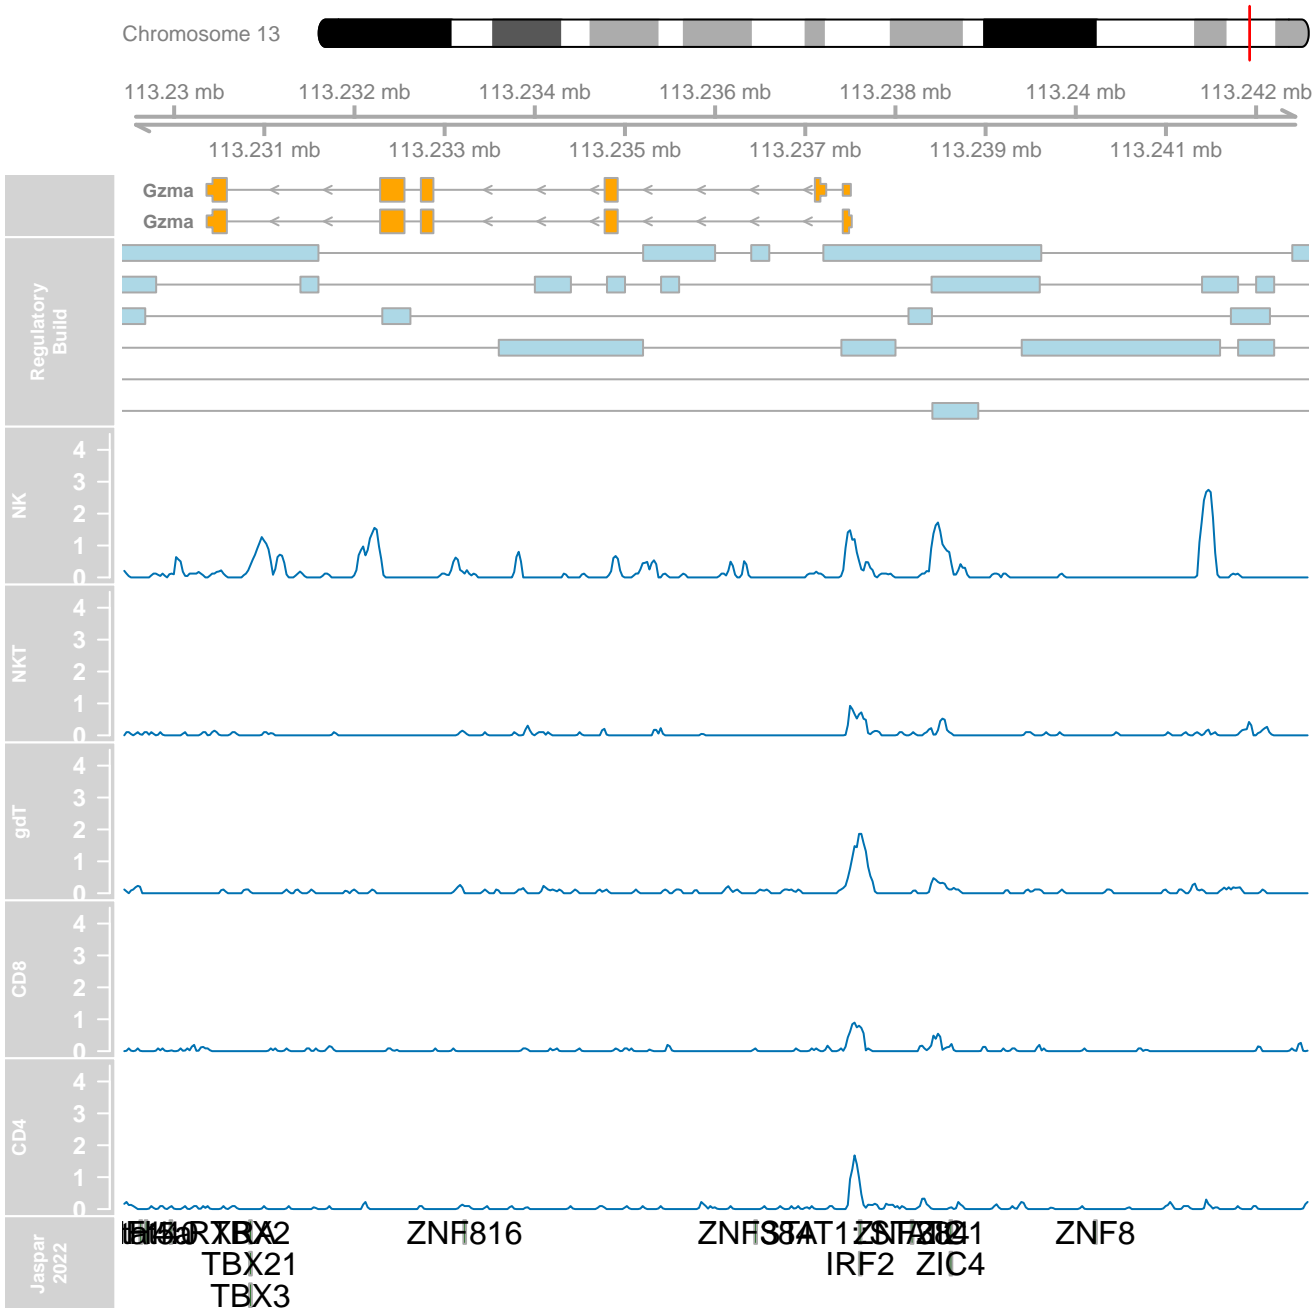 Chromosome 13
113.23 mb 113.232 mb 113.234 mb 113.236 mb 113.238 mb 113.24 mb 113.242 mb
113.231 mb 113.233 mb 113.235 mb 113.237 mb 113.239 mb 113.241 mb
Gzma
Gzma
Regulatory
Build
NK
4
3
2
1
0
NKT
4
3
2
1
0
gdT
4
3
2
1
0
CD8
4
3
2
1
0
CD4
4
3
2
1
0
Jaspar
2022
ZNF816 ZNF384 ZNF8
TBX21 IRF2 ZIC4
TBX3